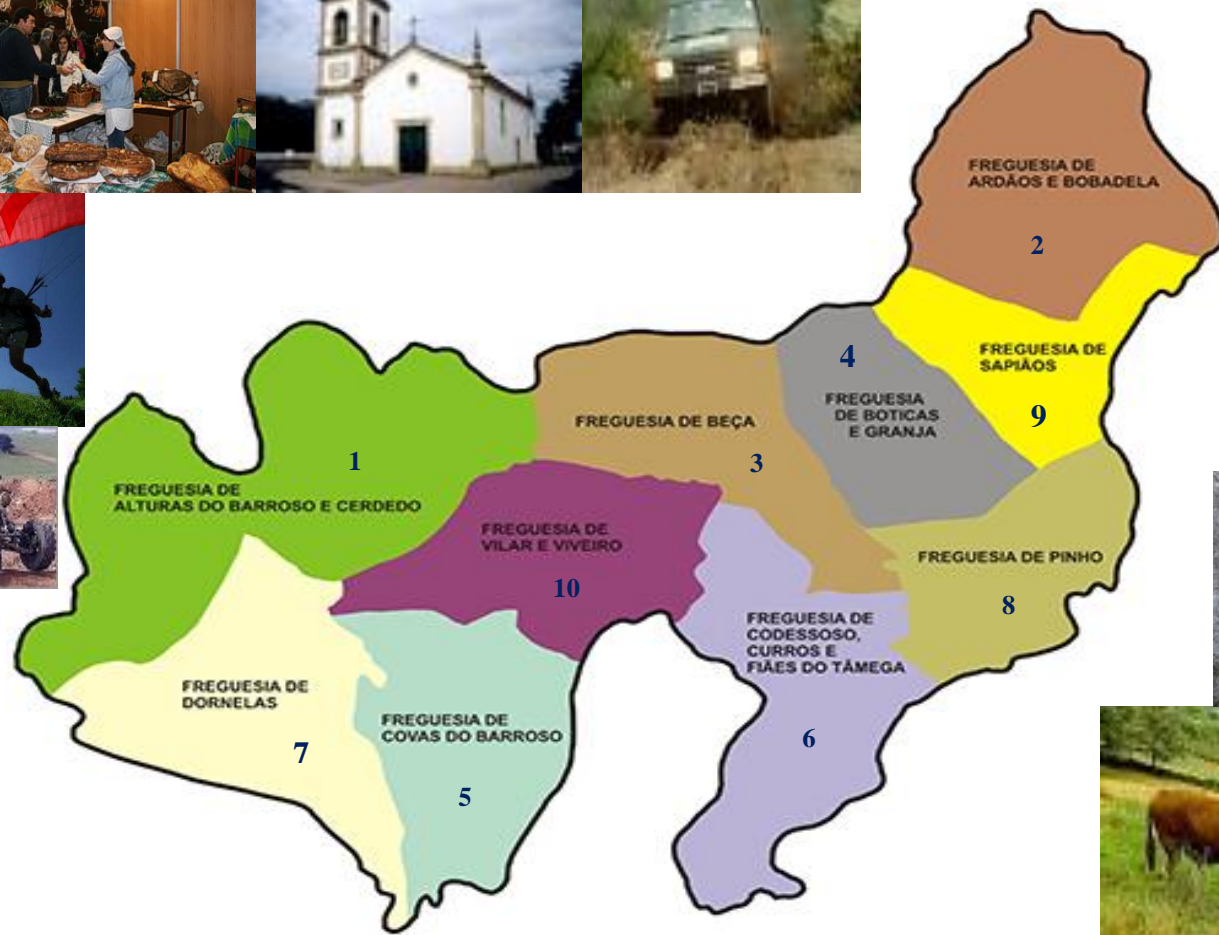 FREGUESIA DE
ARDÃOS E BOBADELA
2
FREGUESIA DE
SAPIÃOS
9
4
FREGUESIA
DE BOTICAS
E GRANJA
FREGUESIA DE BEÇA
3
1
FREGUESIA DE
ALTURAS DO BARROSO E CERDEDO
FREGUESIA DE
VILAR E VIVEIRO
10
FREGUESIA DE PINHO
8
FREGUESIA DE
CODESSOSO,
CURROS E
FIÃES DO TÂMEGA
6
FREGUESIA DE
DORNELAS
7
FREGUESIA DE
COVAS DO BARROSO
5